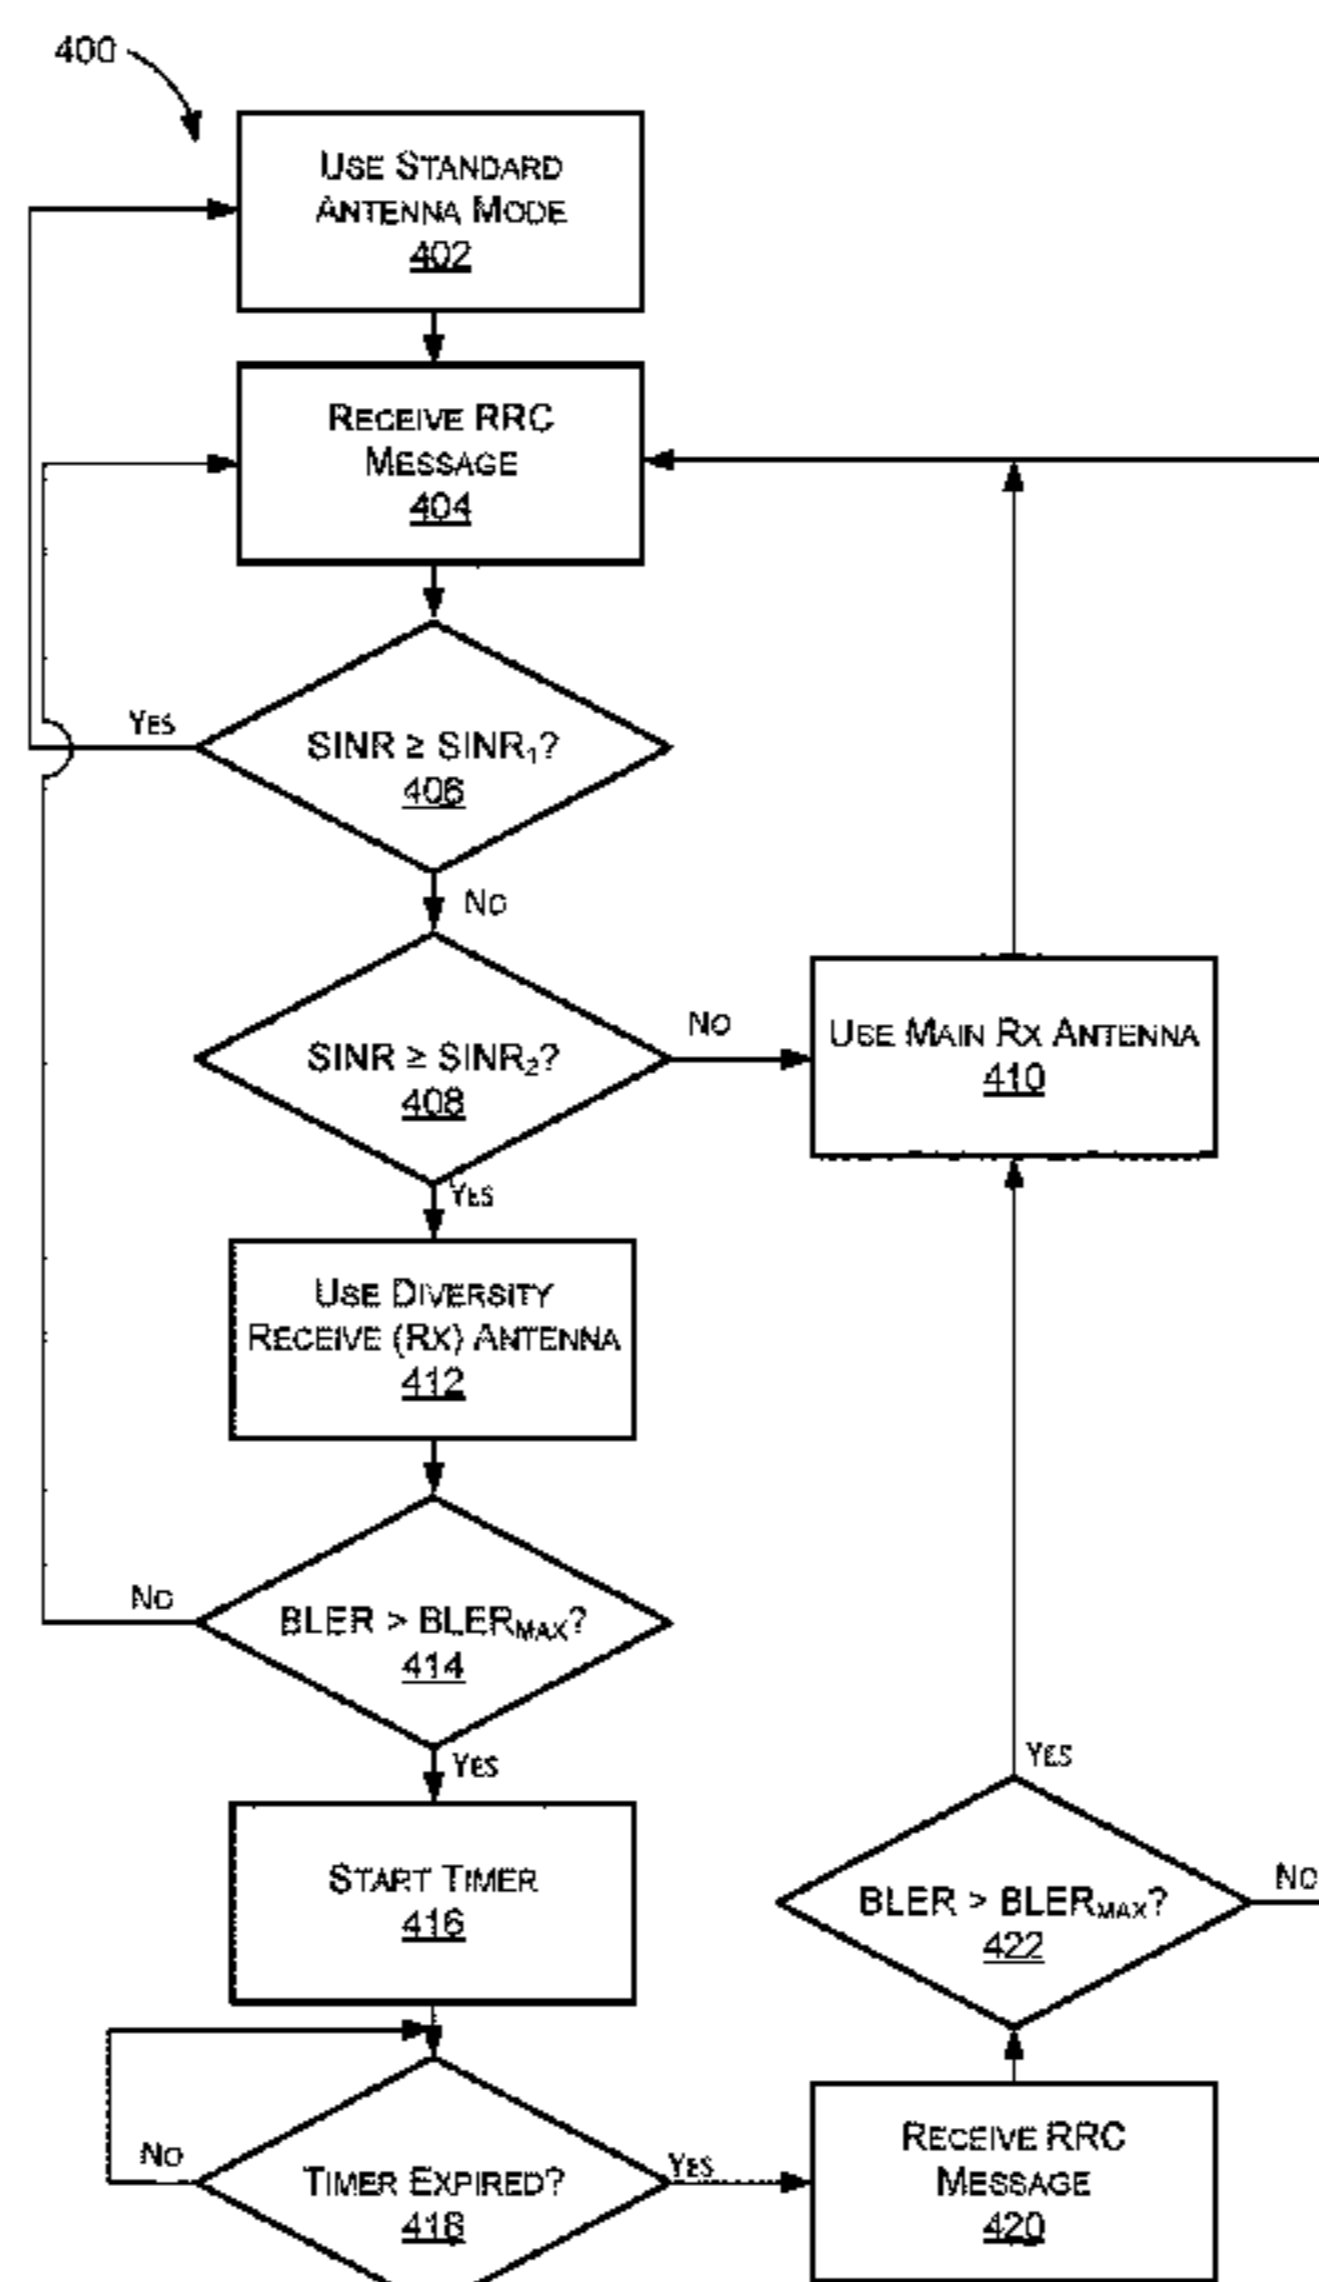 400
USE STANDARD
ANTENNA MODE
402
RECEIVE RRC
MESSAGE
404
YES
SINR ≥ SINR₁?
406
NO
SINR ≥ SINR₂?
408
NO
USE MAIN RX ANTENNA
410
YES
USE DIVERSITY
RECEIVE (RX) ANTENNA
412
NO
BLER > BLERMAX?
414
YES
START TIMER
416
YES
BLER > BLERMAX?
422
NO
NO
TIMER EXPIRED?
418
YES
RECEIVE RRC
MESSAGE
420